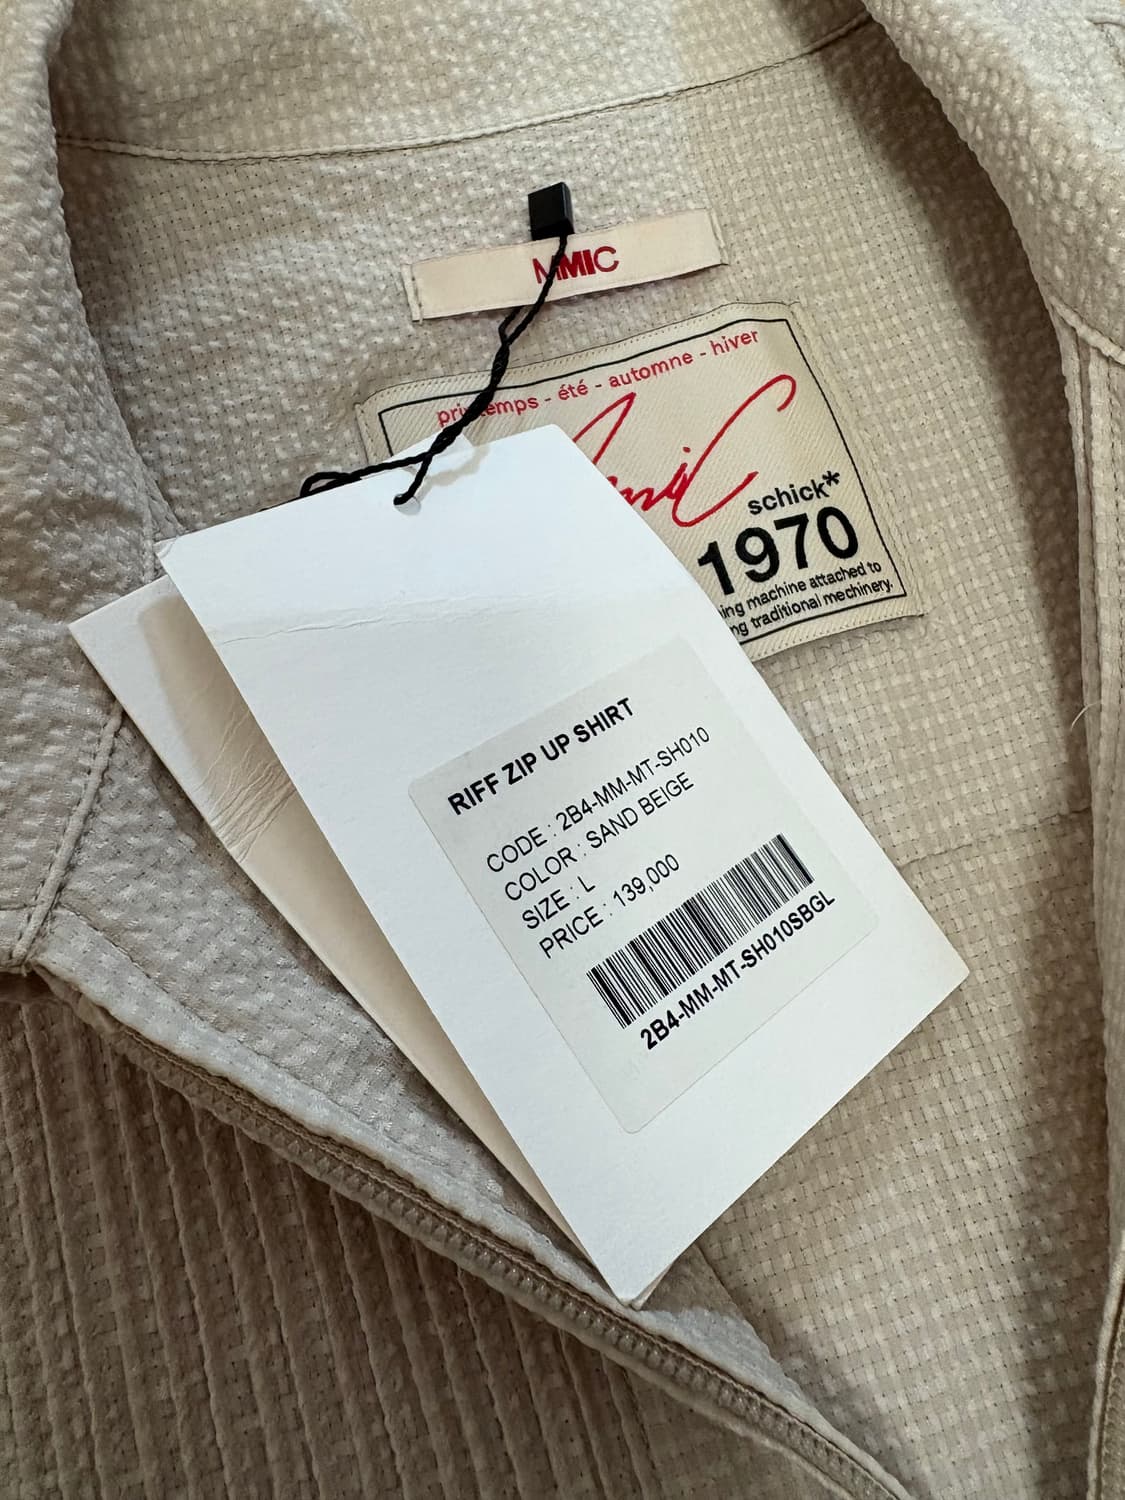 MMIC
printemps - été - automne - hiver
schick*
1970
machine attached to
traditional mechinery.
RIFF ZIP UP SHIRT
CODE : 2B4-MM-MT-SH010
COLOR : SAND BEIGE
SIZE : L
PRICE : 139,000
2B4-MM-MT-SH010SBGL